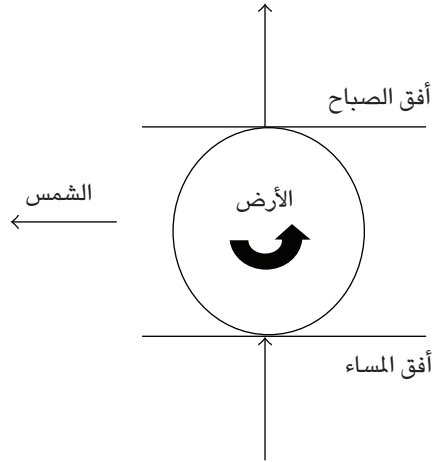 أفق الصباح
الشمس
الأرض
أفق المساء